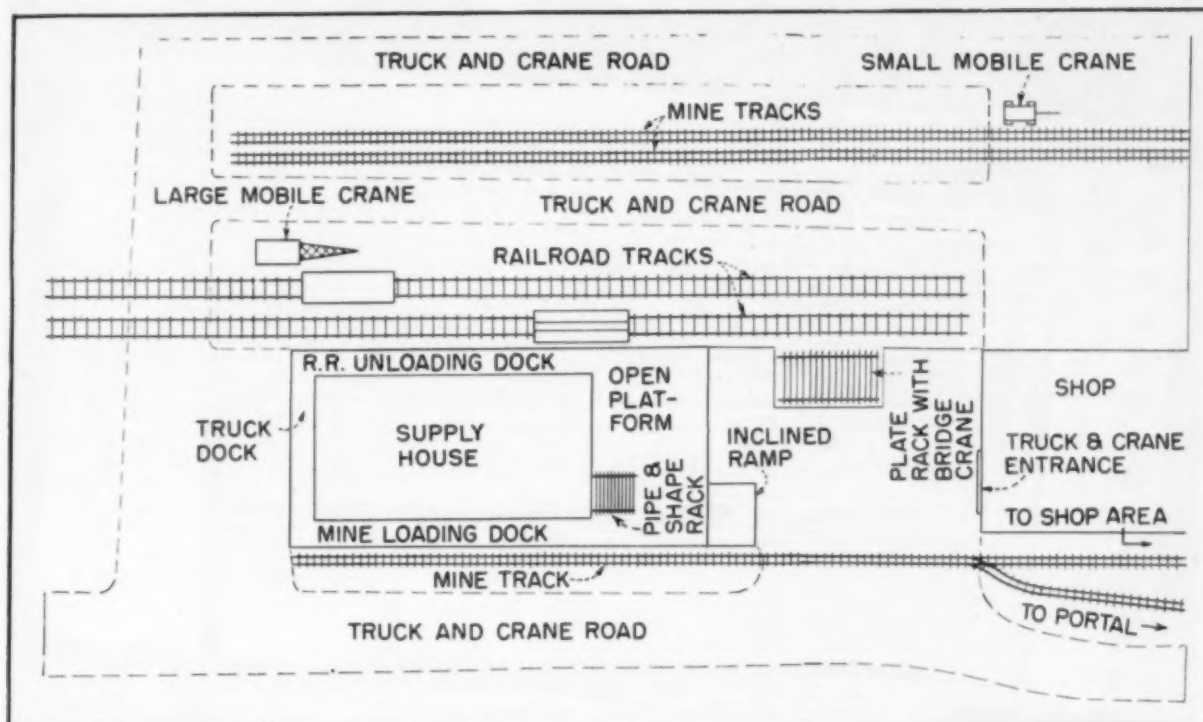 TRUCK AND CRANE ROAD
SMALL MOBILE CRANE
MINE TRACKS
LARGE MOBILE CRANE
TRUCK AND CRANE ROAD
RAILROAD TRACKS
R.R. UNLOADING DOCK
OPEN
PLAT-
FORM
SHOP
TRUCK
DOCK
SUPPLY
HOUSE
INCLINED
RAMP
PLATE
RACK WITH
BRIDGE
CRANE
TRUCK & CRANE
ENTRANCE
PIPE &
SHAPE
RACK
MINE LOADING DOCK
TO SHOP AREA
MINE TRACK
TO PORTAL
TRUCK AND CRANE ROAD